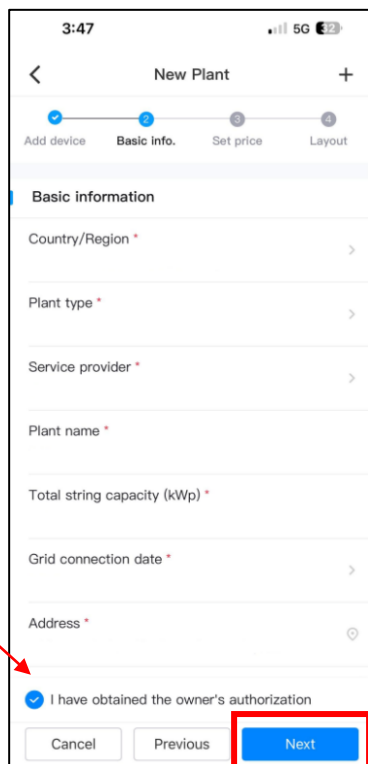 3:47 5G 32
New Plant +
2 3 4
Add device Basic info. Set price Layout
Basic information
Country/Region *
Plant type *
Service provider *
Plant name *
Total string capacity (kWp) *
Grid connection date *
Address *
I have obtained the owner's authorization
Cancel Previous Next